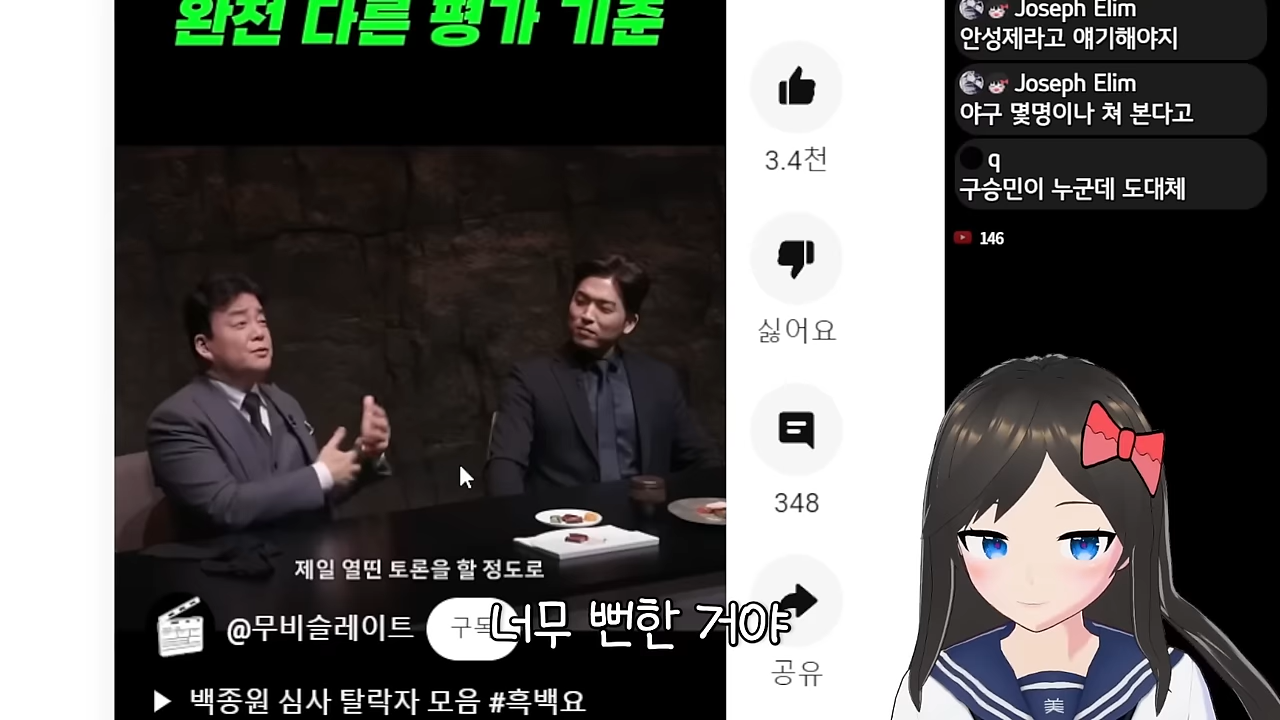 완전 다른 평가 기준
제일 열띤 토론을 할 정도로
@무비슬레이트
구독
너무 뻔한 거야
백종원 심사 탈락자 모음 #흑백요
3.4천
싫어요
348
공유
Joseph Elim
안성제라고 얘기해야지
Joseph Elim
야구 몇명이나 쳐 본다고
q
구승민이 누군데 도대체
146
美